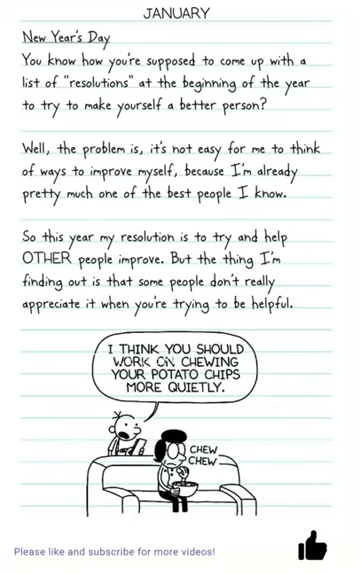 JANUARY
New Year's Day
You know how you're supposed to come up with a
list of "resolutions" at the beginning of the year
to try to make yourself a better person?
Well, the problem is, it's not easy for me to think
of ways to improve myself, because I'm already
pretty much one of the best people I know.
So this year my resolution is to try and help
OTHER people improve. But the thing I'm
finding out is that some people don't really
appreciate it when you're trying to be helpful.
I THINK YOU SHOULD
WORK ON CHEWING
YOUR POTATO CHIPS
MORE QUIETLY.
CHEW
CHEW
Please like and subscribe for more videos!